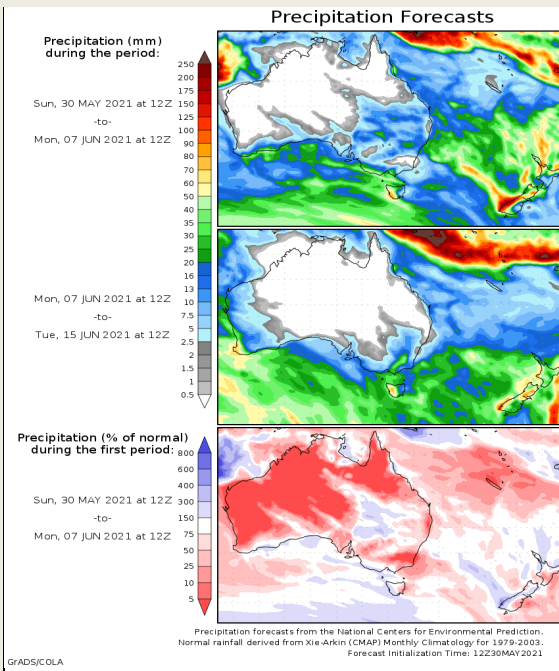 Precipitation Forecasts
Precipitation (mm)
during the period:
250
200
175
150
125
100
90
80
70
60
50
40
35
30
25
20
16
13
10
7.5
5
2.5
2
1.5
1
0.5
Sun, 30 MAY 2021 at 12Z
-to-
Mon, 07 JUN 2021 at 12Z
Mon, 07 JUN 2021 at 12Z
-to-
Tue, 15 JUN 2021 at 12Z
Precipitation (% of normal)
during the first period:
800
600
400
300
150
75
50
25
10
5
Sun, 30 MAY 2021 at 12Z
-to-
Mon, 07 JUN 2021 at 12Z
Precipitation forecasts from the National Centers for Environmental Prediction.
Normal rainfall derived from Xie-Arkin (CMAP) Monthly Climatology for 1979-2003.
Forecast Initialization Time: 12Z30MAY2021
GrADS/COLA